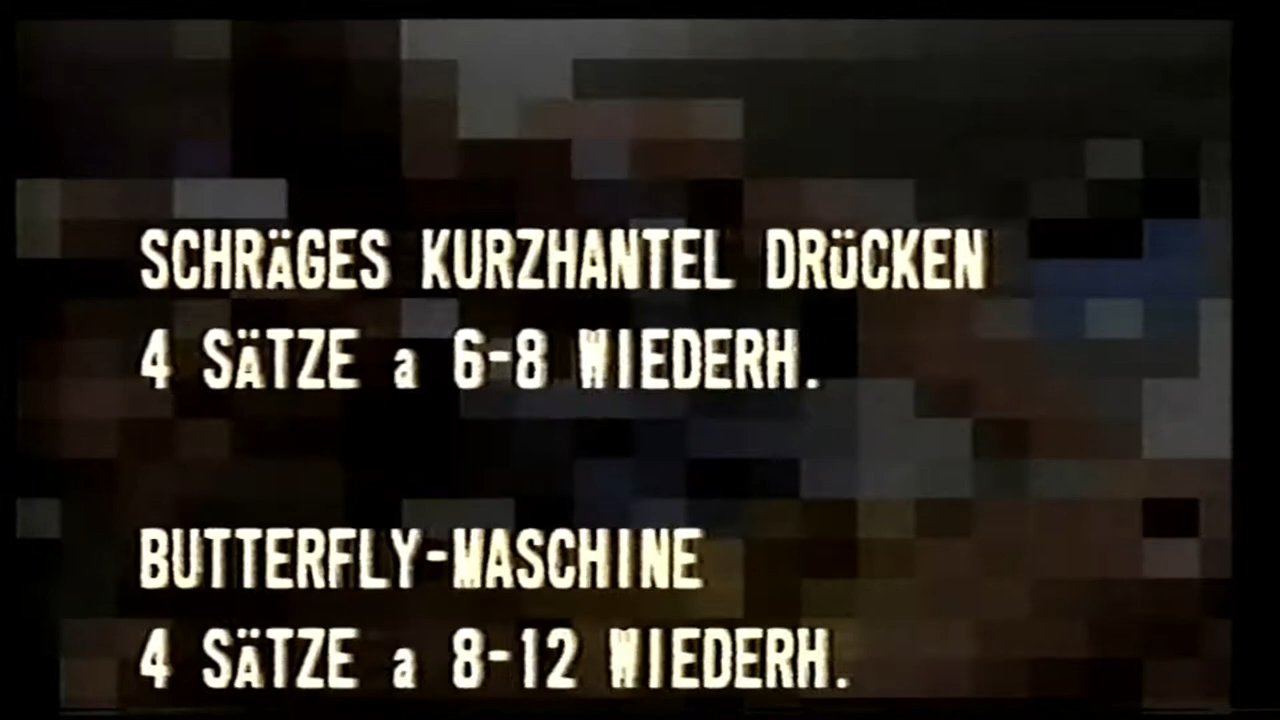 SCHRÄGES KURZHANTEL DRÜCKEN
4 SÄTZE a 6-8 WIEDERH.
BUTTERFLY-MASCHINE
4 SÄTZE a 8-12 WIEDERH.